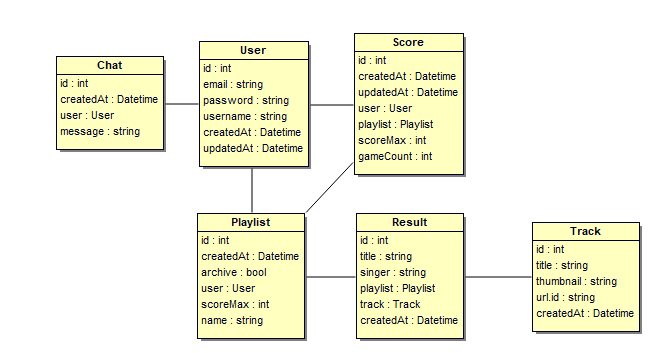 Chat
id : int
createdAt : Datetime
user : User
message : string
User
id : int
email : string
password : string
username : string
createdAt : Datetime
updatedAt : Datetime
Score
id : int
createdAt : Datetime
updatedAt : Datetime
user : User
playlist : Playlist
scoreMax : int
gameCount : int
Playlist
id : int
createdAt : Datetime
archive : bool
user : User
scoreMax : int
name : string
Result
id : int
title : string
singer : string
playlist : Playlist
track : Track
createdAt : Datetime
Track
id : int
title : string
thumbnail : string
url.id : string
createdAt : Datetime